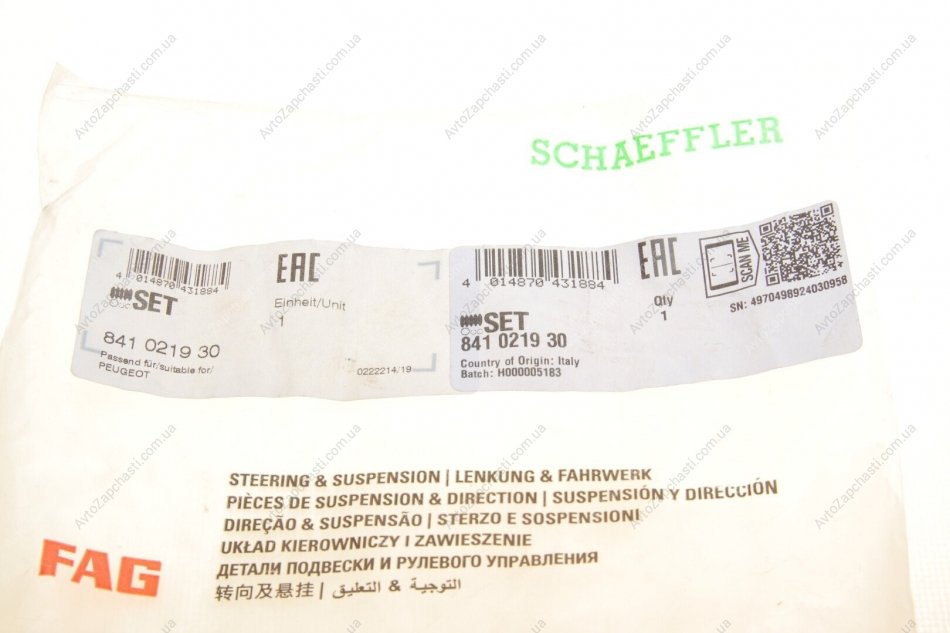 SCHAEFFLER
4 014870 431884
SET
841 0219 30
Passend für/suitable for/
PEUGEOT
EAC
Einheit/Unit
1
0222214/19
4 014870 431884
SET
841 0219 30
Country of Origin: Italy
Batch: H000005183
EAC
Qty
1
SCAN ME
SN: 4970498924030958
STEERING & SUSPENSION | LENKUNG & FAHRWERK
PIÈCES DE SUSPENSION & DIRECTION | SUSPENSIÓN Y DIRECCIÓN
DIREÇÃO & SUSPENSÃO | STERZO E SOSPENSIONI
UKŁAD KIEROWNICZY I ZAWIESZENIE
ДЕТАЛИ ПОДВЕСКИ И РУЛЕВОГО УПРАВЛЕНИЯ
转向及悬挂 | التوجية & التعليق
FAG
AvtoZapchasti.com.ua